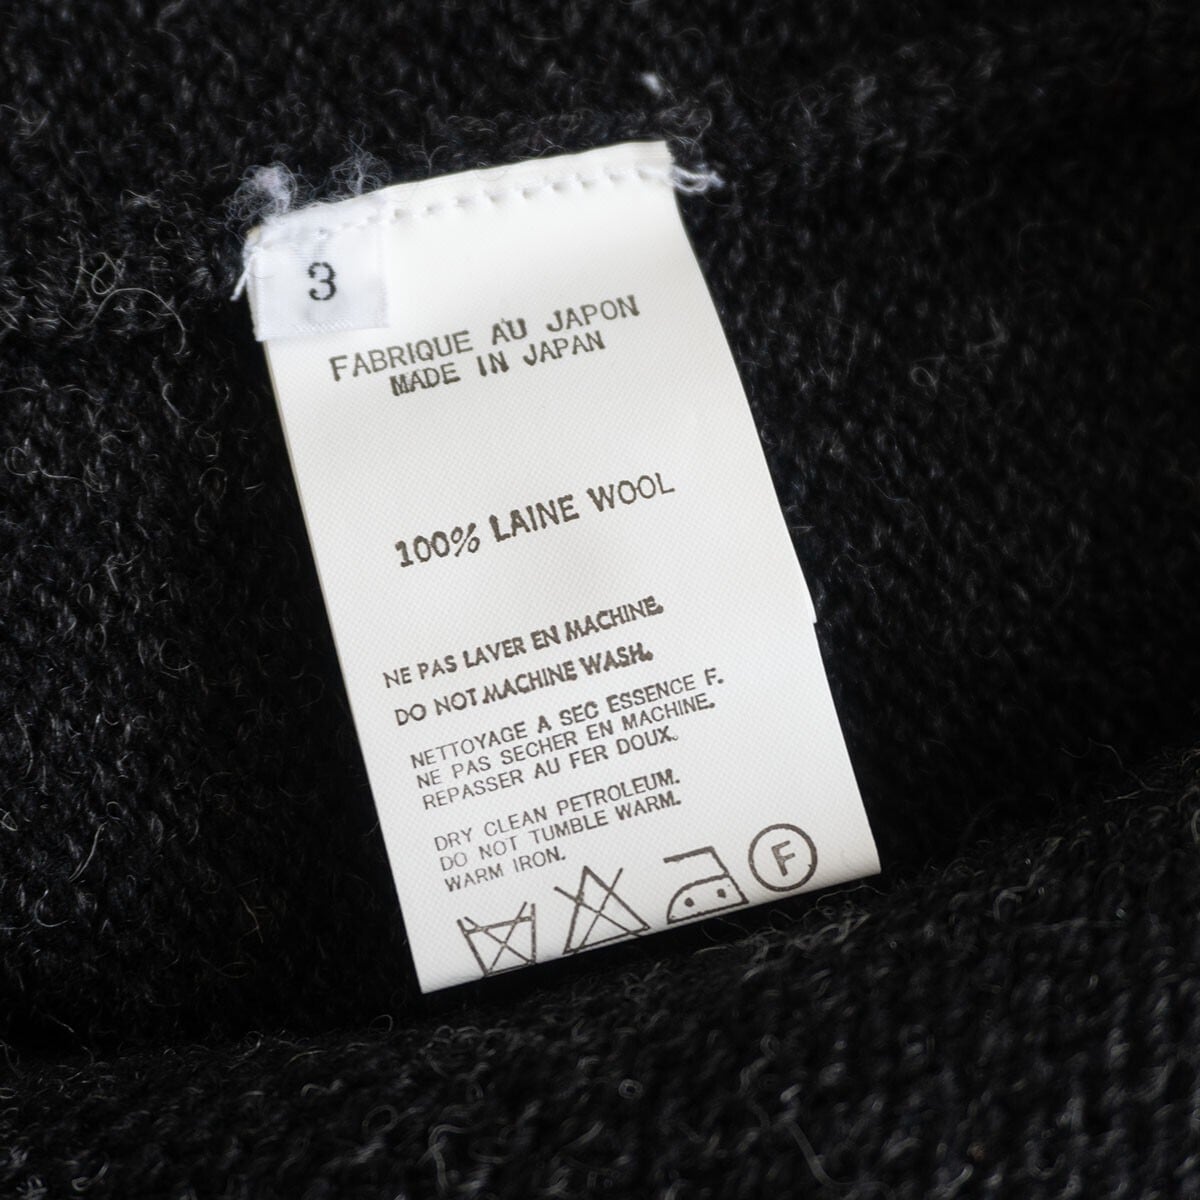 3
FABRIQUE AU JAPON
MADE IN JAPAN
100% LAINE WOOL
NE PAS LAVER EN MACHINE.
DO NOT MACHINE WASH.
NETTOYAGE A SEC ESSENCE F.
NE PAS SECHER EN MACHINE.
REPASSER AU FER DOUX.
DRY CLEAN PETROLEUM.
DO NOT TUMBLE WARM.
WARM IRON.
F